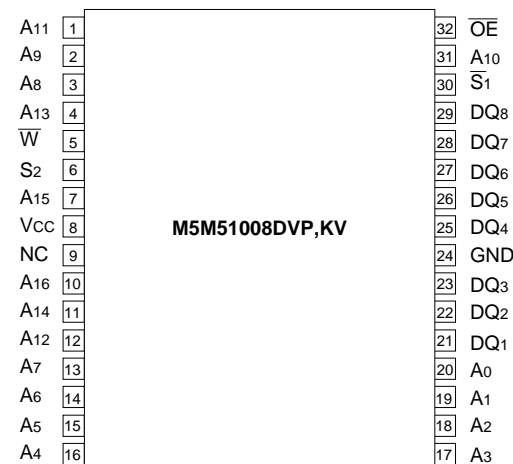 A11 1 32 O̅E̅
A9 2 31 A10
A8 3 30 S̅1
A13 4 29 DQ8
W̅ 5 28 DQ7
S2 6 27 DQ6
A15 7 26 DQ5
VCC 8 M5M51008DVP,KV 25 DQ4
NC 9 24 GND
A16 10 23 DQ3
A14 11 22 DQ2
A12 12 21 DQ1
A7 13 20 A0
A6 14 19 A1
A5 15 18 A2
A4 16 17 A3